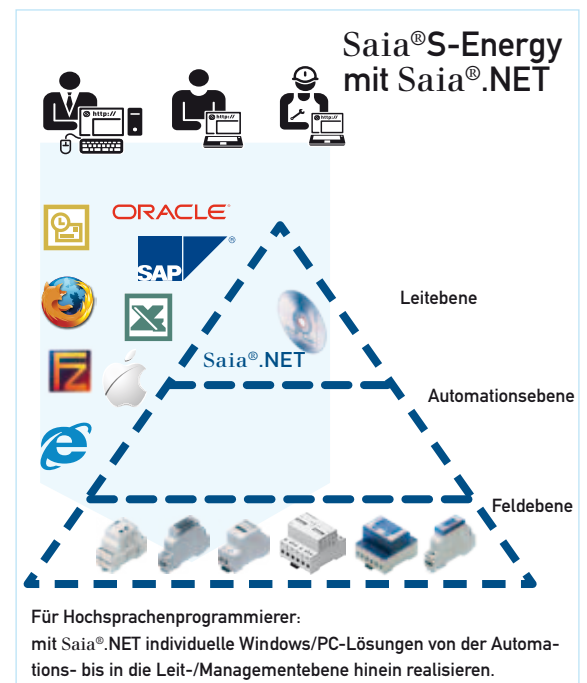 Saia®S-Energy
mit Saia®.NET
http://
http://
http://
ORACLE®
SAP®
Leitebene
Saia®.NET
Automationsebene
FZ
Feldebene
Für Hochsprachenprogrammierer:
mit Saia®.NET individuelle Windows/PC-Lösungen von der Automa-
tions- bis in die Leit-/Managementebene hinein realisieren.